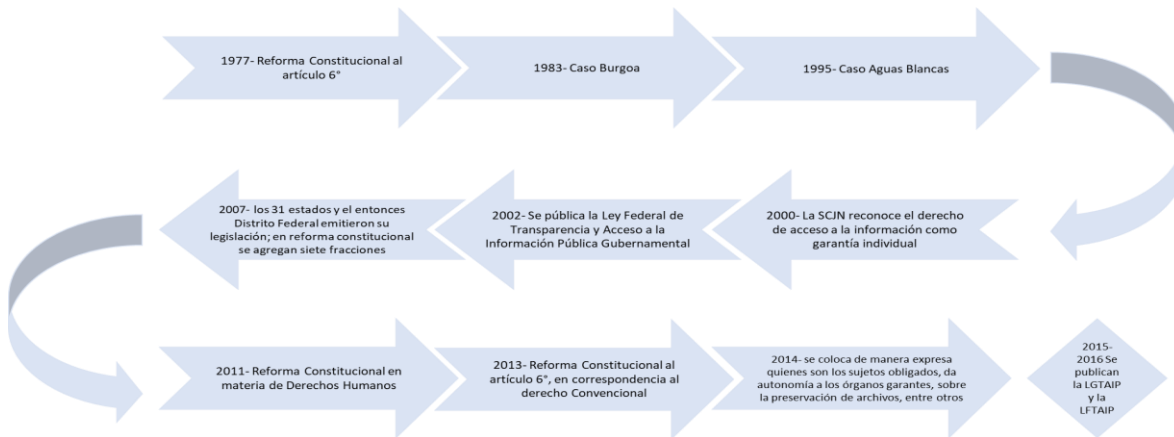 1977- Reforma Constitucional al
artículo 6°
1983- Caso Burgoa
1995- Caso Aguas Blancas
2000- La SCJN reconoce el derecho
de acceso a la información como
garantía individual
2002- Se pública la Ley Federal de
Transparencia y Acceso a la
Información Pública Gubernamental
2007- los 31 estados y el entonces
Distrito Federal emitieron su
legislación; en reforma constitucional
se agregan siete fracciones
2011- Reforma Constitucional en
materia de Derechos Humanos
2013- Reforma Constitucional al
artículo 6°, en correspondencia al
derecho Convencional
2014- se coloca de manera expresa
quienes son los sujetos obligados, da
autonomía a los órganos garantes, sobre
la preservación de archivos, entre otros
2015-
2016 Se
publican
la LGTAIP
y la
LFTAIP